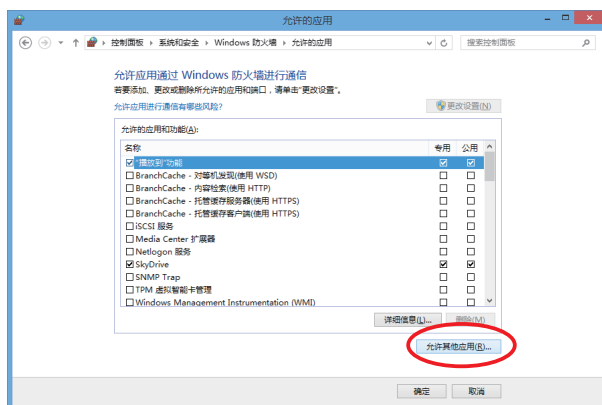 允许的应用
控制面板 ▸ 系统和安全 ▸ Windows 防火墙 ▸ 允许的应用
搜索控制面板
允许应用通过 Windows 防火墙进行通信
若要添加、更改或删除所允许的应用和端口，请单击"更改设置"。
允许应用进行通信有哪些风险?
更改设置(N)
允许的应用和功能(A):
名称 专用 公用
"播放到"功能
BranchCache - 对等机发现(使用 WSD)
BranchCache - 内容检索(使用 HTTP)
BranchCache - 托管缓存服务器(使用 HTTPS)
BranchCache - 托管缓存客户端(使用 HTTPS)
iSCSI 服务
Media Center 扩展器
Netlogon 服务
SkyDrive
SNMP Trap
TPM 虚拟智能卡管理
Windows Management Instrumentation (WMI)
详细信息(L)... 删除(M)
允许其他应用(R)...
确定 取消